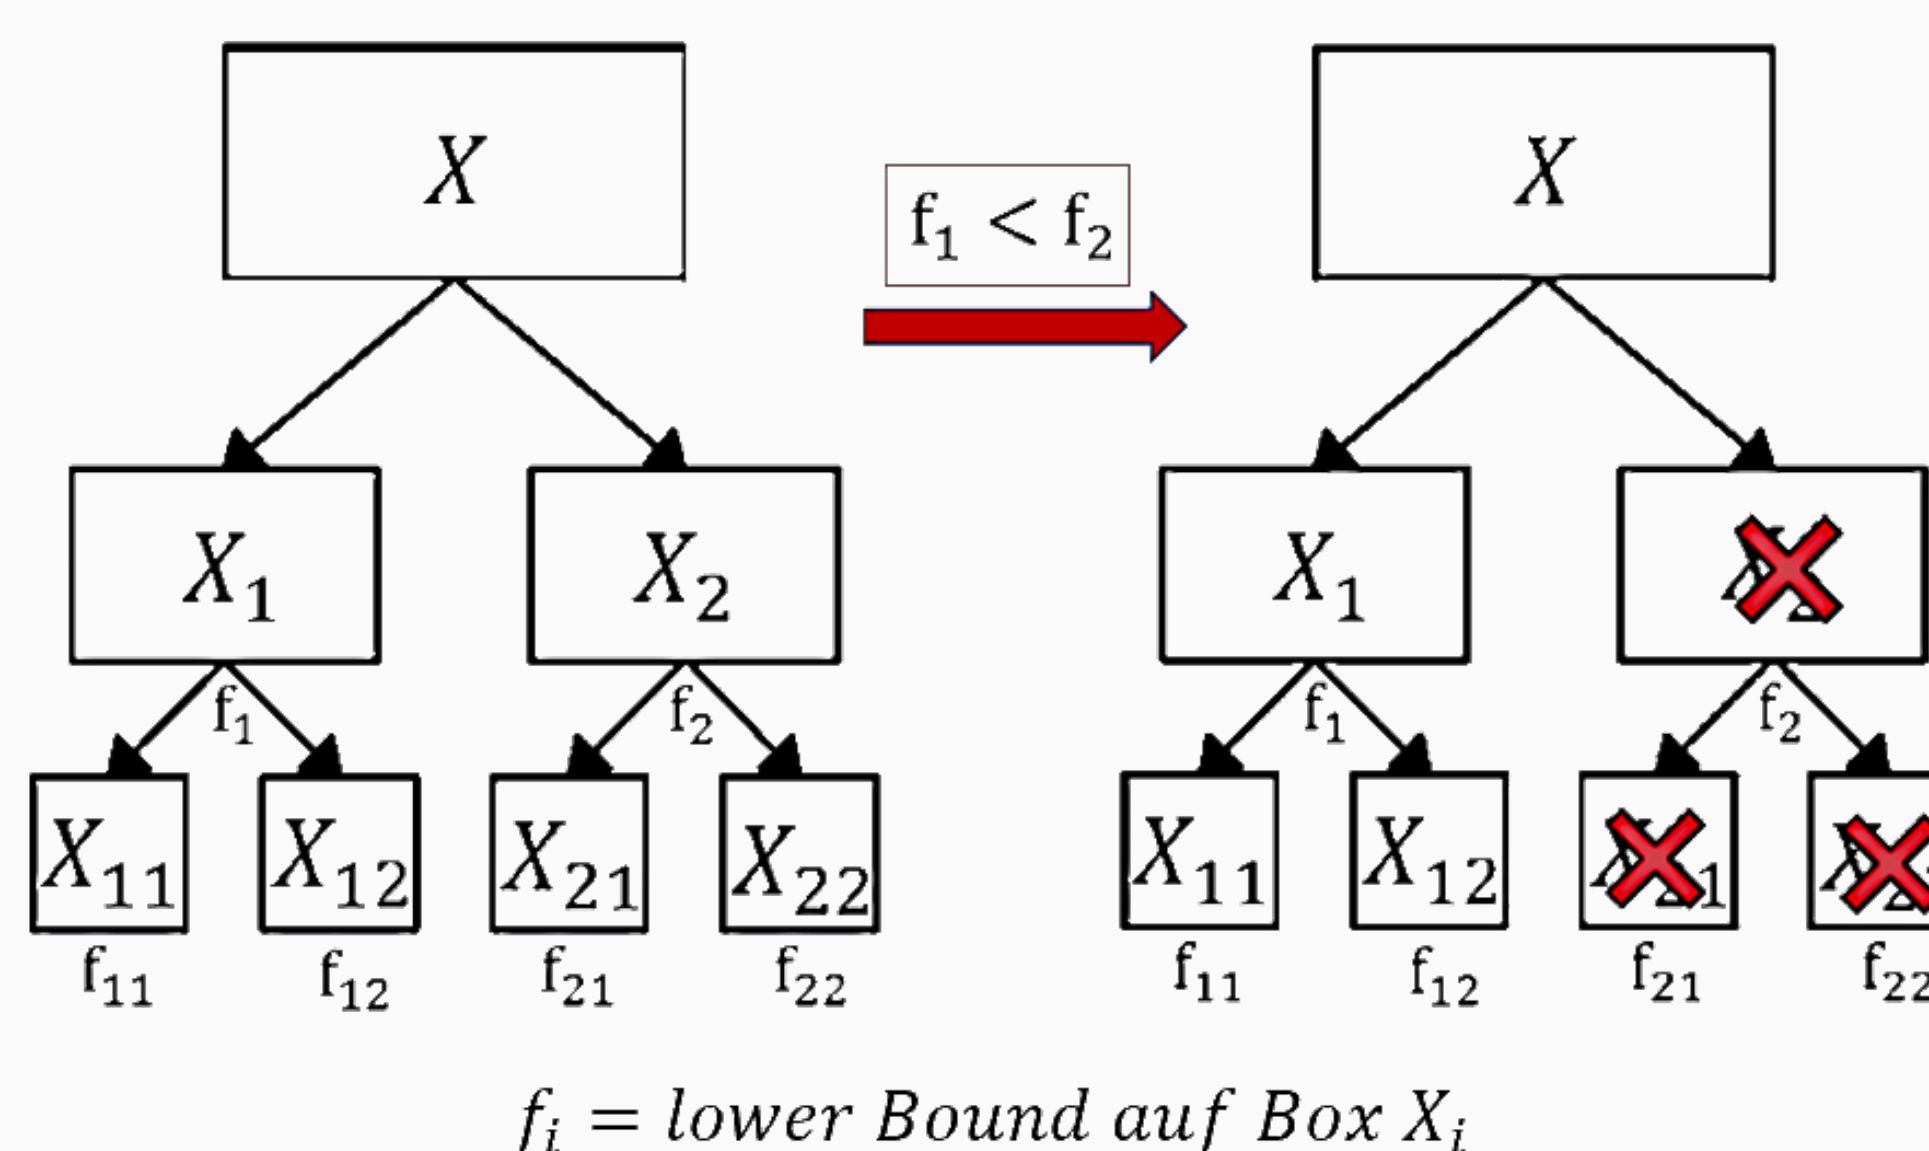 X X
f₁ < f₂
X₁ X₂ X₁
f₁ f₂ f₁ f₂
X₁₁ X₁₂ X₂₁ X₂₂ X₁₁ X₁₂
f₁₁ f₁₂ f₂₁ f₂₂ f₁₁ f₁₂ f₂₁ f₂₂
fᵢ = lower Bound auf Box Xᵢ